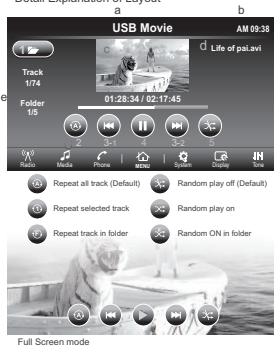 Detail Explanation of Layout
a
b
USB Movie
AM 09:38
1
c
d
Life of pai.avi
Track
1/74
e
Folder
1/5
01:28:34 / 02:17:45
A
2
3-1
4
3-2
5
Radio
Media
Phone
MENU
System
Display
Tone
A
Repeat all track (Default)
Random play off (Default)
1
Repeat selected track
Random play on
F
Repeat track in folder
Random ON in folder
A
Full Screen mode